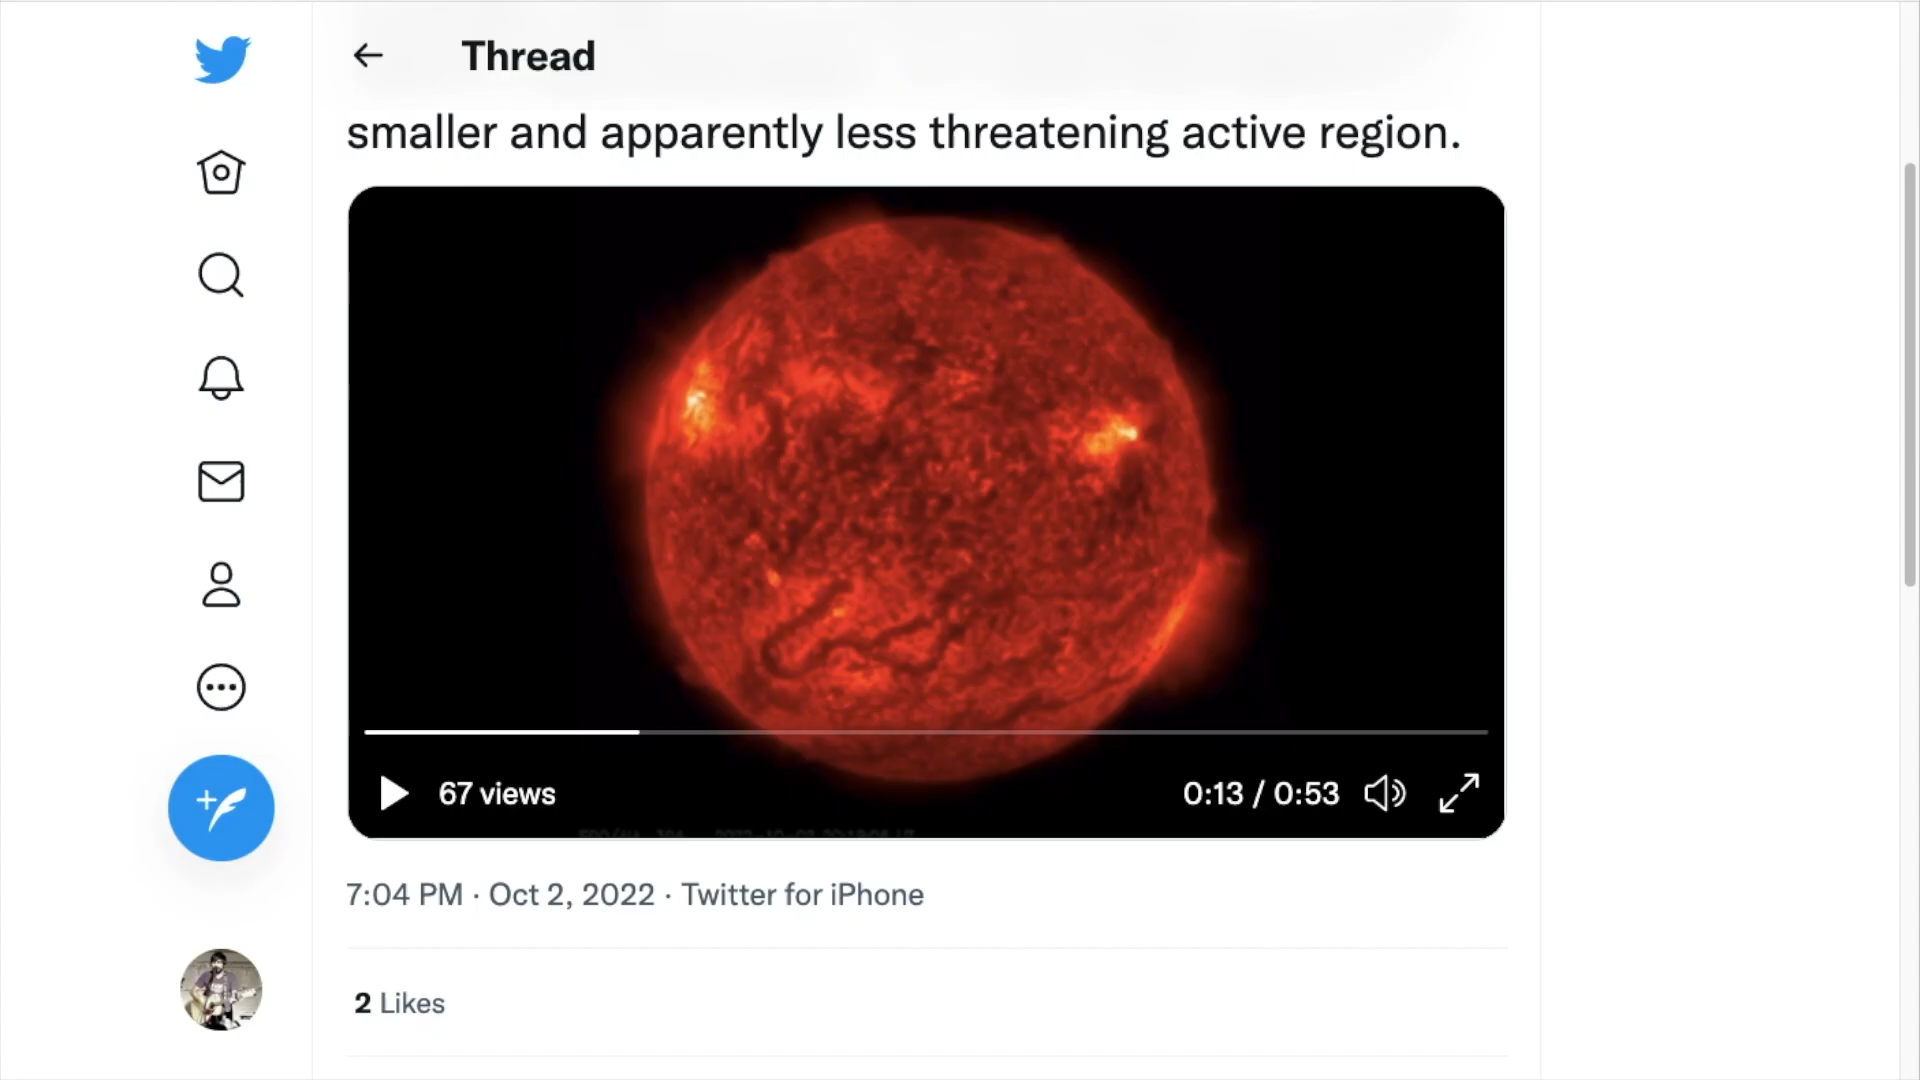 Thread
smaller and apparently less threatening active region.
67 views
0:13 / 0:53
7:04 PM · Oct 2, 2022 · Twitter for iPhone
2 Likes